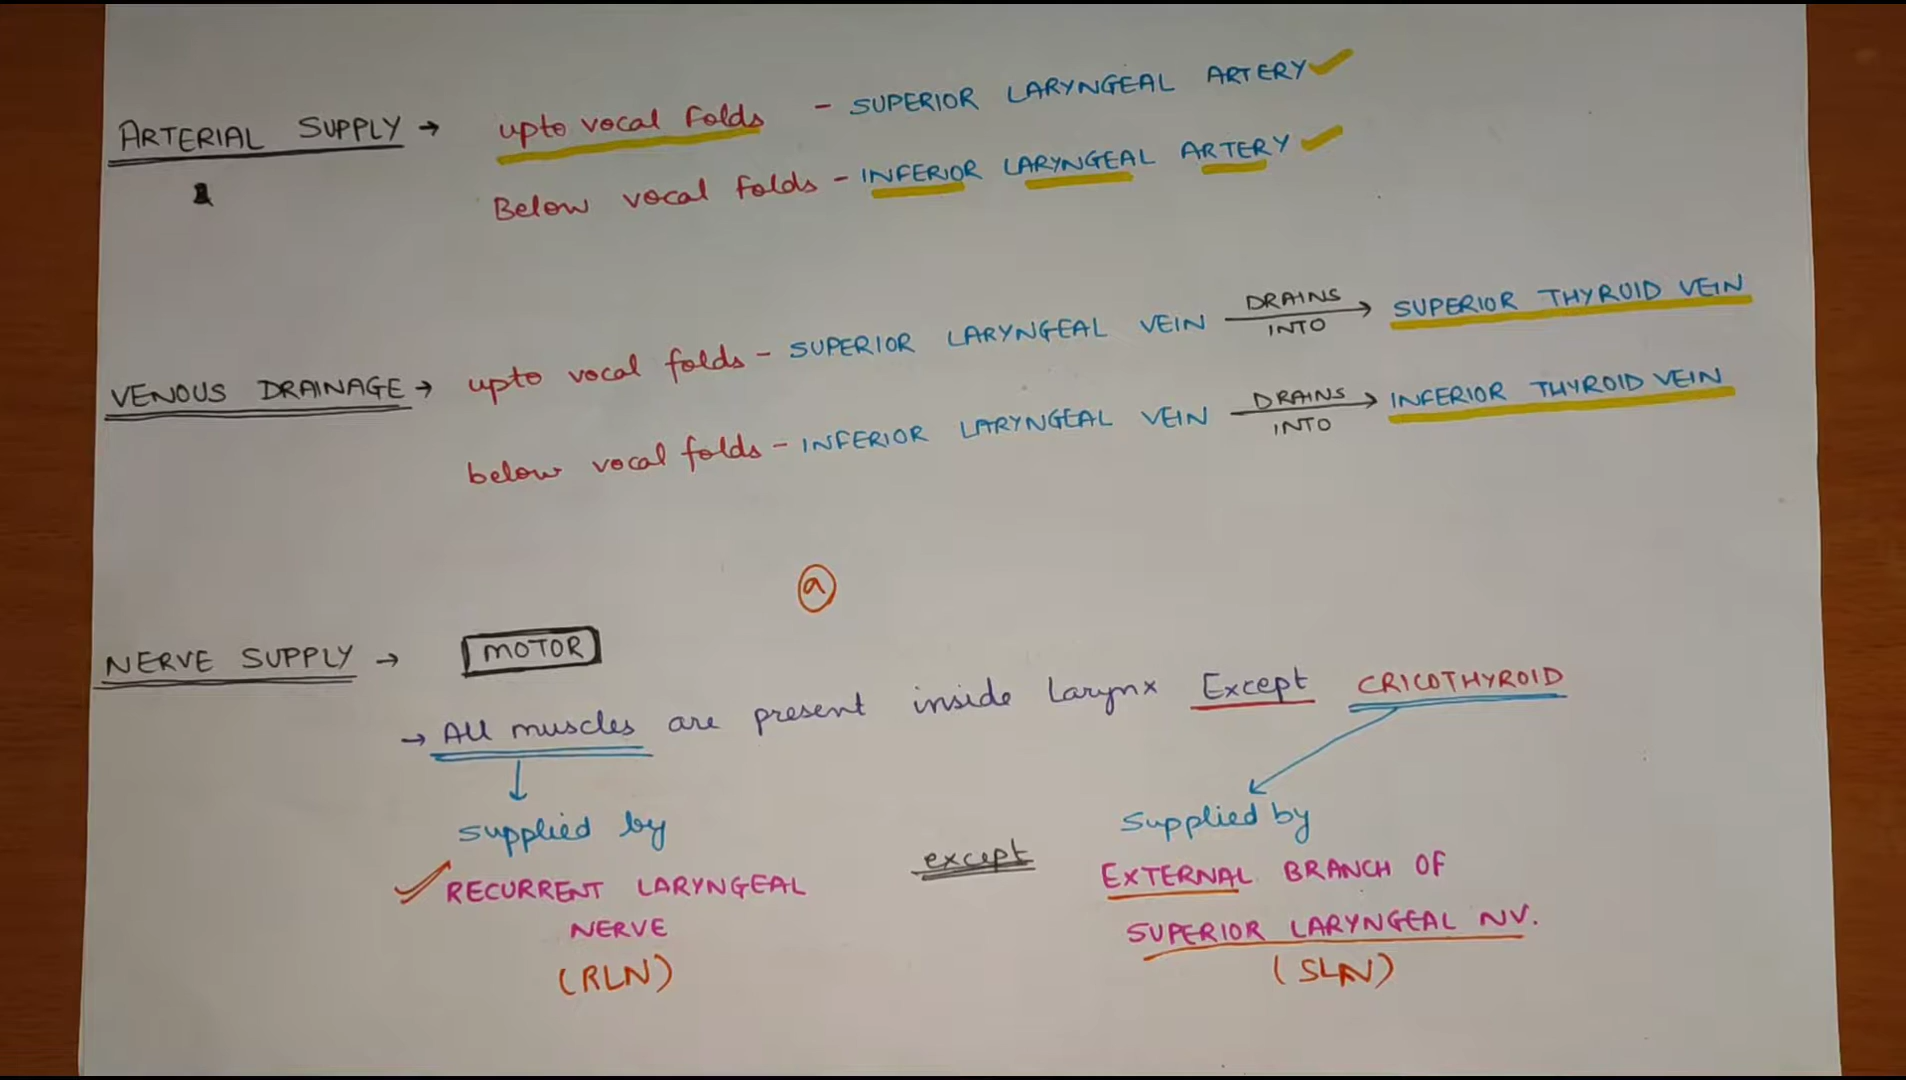 ARTERIAL SUPPLY → upto vocal Folds - SUPERIOR LARYNGEAL ARTERY ✓
Below vocal folds - INFERIOR LARYNGEAL ARTERY ✓
VENOUS DRAINAGE → upto vocal folds - SUPERIOR LARYNGEAL VEIN DRAINS INTO → SUPERIOR THYROID VEIN
below vocal folds - INFERIOR LARYNGEAL VEIN DRAINS INTO → INFERIOR THYROID VEIN
a
NERVE SUPPLY → MOTOR
→ All muscles are present inside Larynx Except CRICOTHYROID
supplied by
Supplied by
✓ RECURRENT LARYNGEAL
NERVE
(RLN)
except
EXTERNAL BRANCH OF
SUPERIOR LARYNGEAL NV.
(SLN)